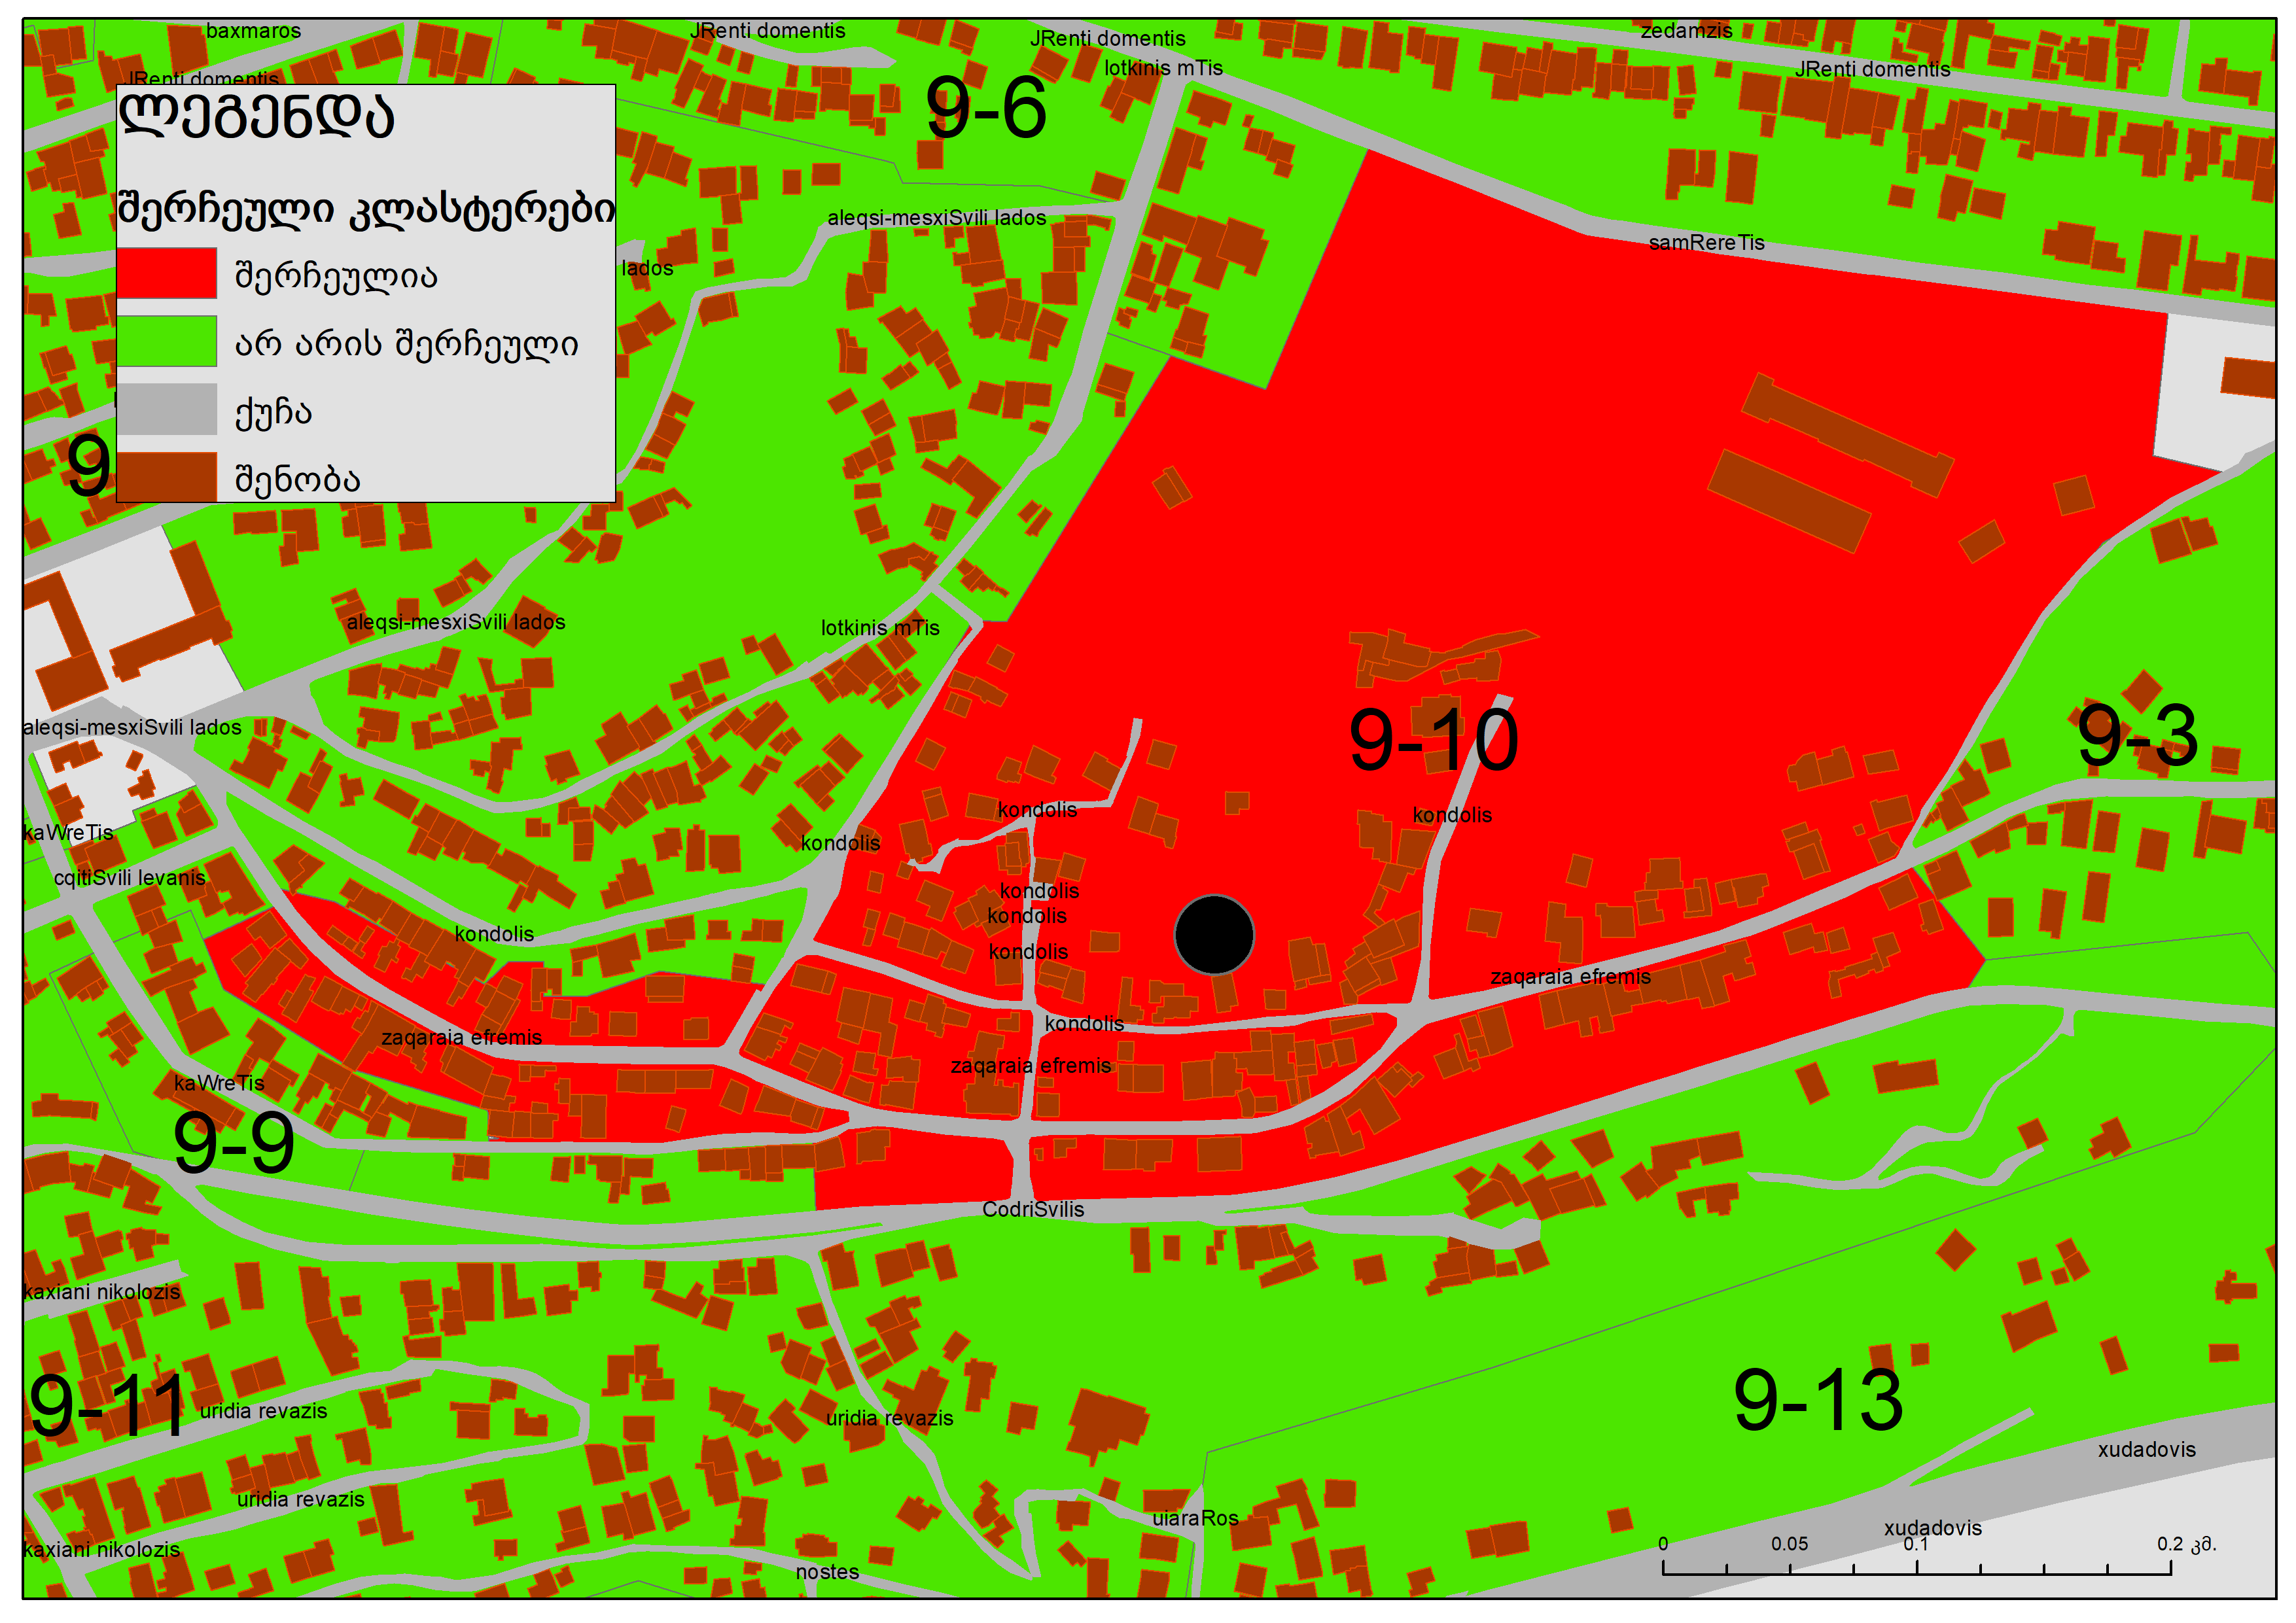 baxmaros
JRenti domentis
JRenti domentis
zedamzis
JRenti domentis
lotkinis mTis
JRenti domentis
JRenti domentis
9-6
ლეგენდა
შერჩეული კლასტერები
შერჩეულია
არ არის შერჩეული
ქუჩა
შენობა
aleqsi-mesxiSvili lados
samRereTis
lados
9
aleqsi-mesxiSvili lados
lotkinis mTis
aleqsi-mesxiSvili lados
9-10
9-3
kondolis
kondolis
kaWreTis
kondolis
cqitiSvili levanis
kondolis
kondolis
kondolis
kondolis
zaqaraia efremis
kondolis
zaqaraia efremis
zaqaraia efremis
kaWreTis
9-9
CodriSvilis
kaxiani nikolozis
9-11
uridia revazis
uridia revazis
9-13
xudadovis
uridia revazis
uiaraRos
xudadovis
kaxiani nikolozis
nostes
0 0.05 0.1 0.2 კმ.